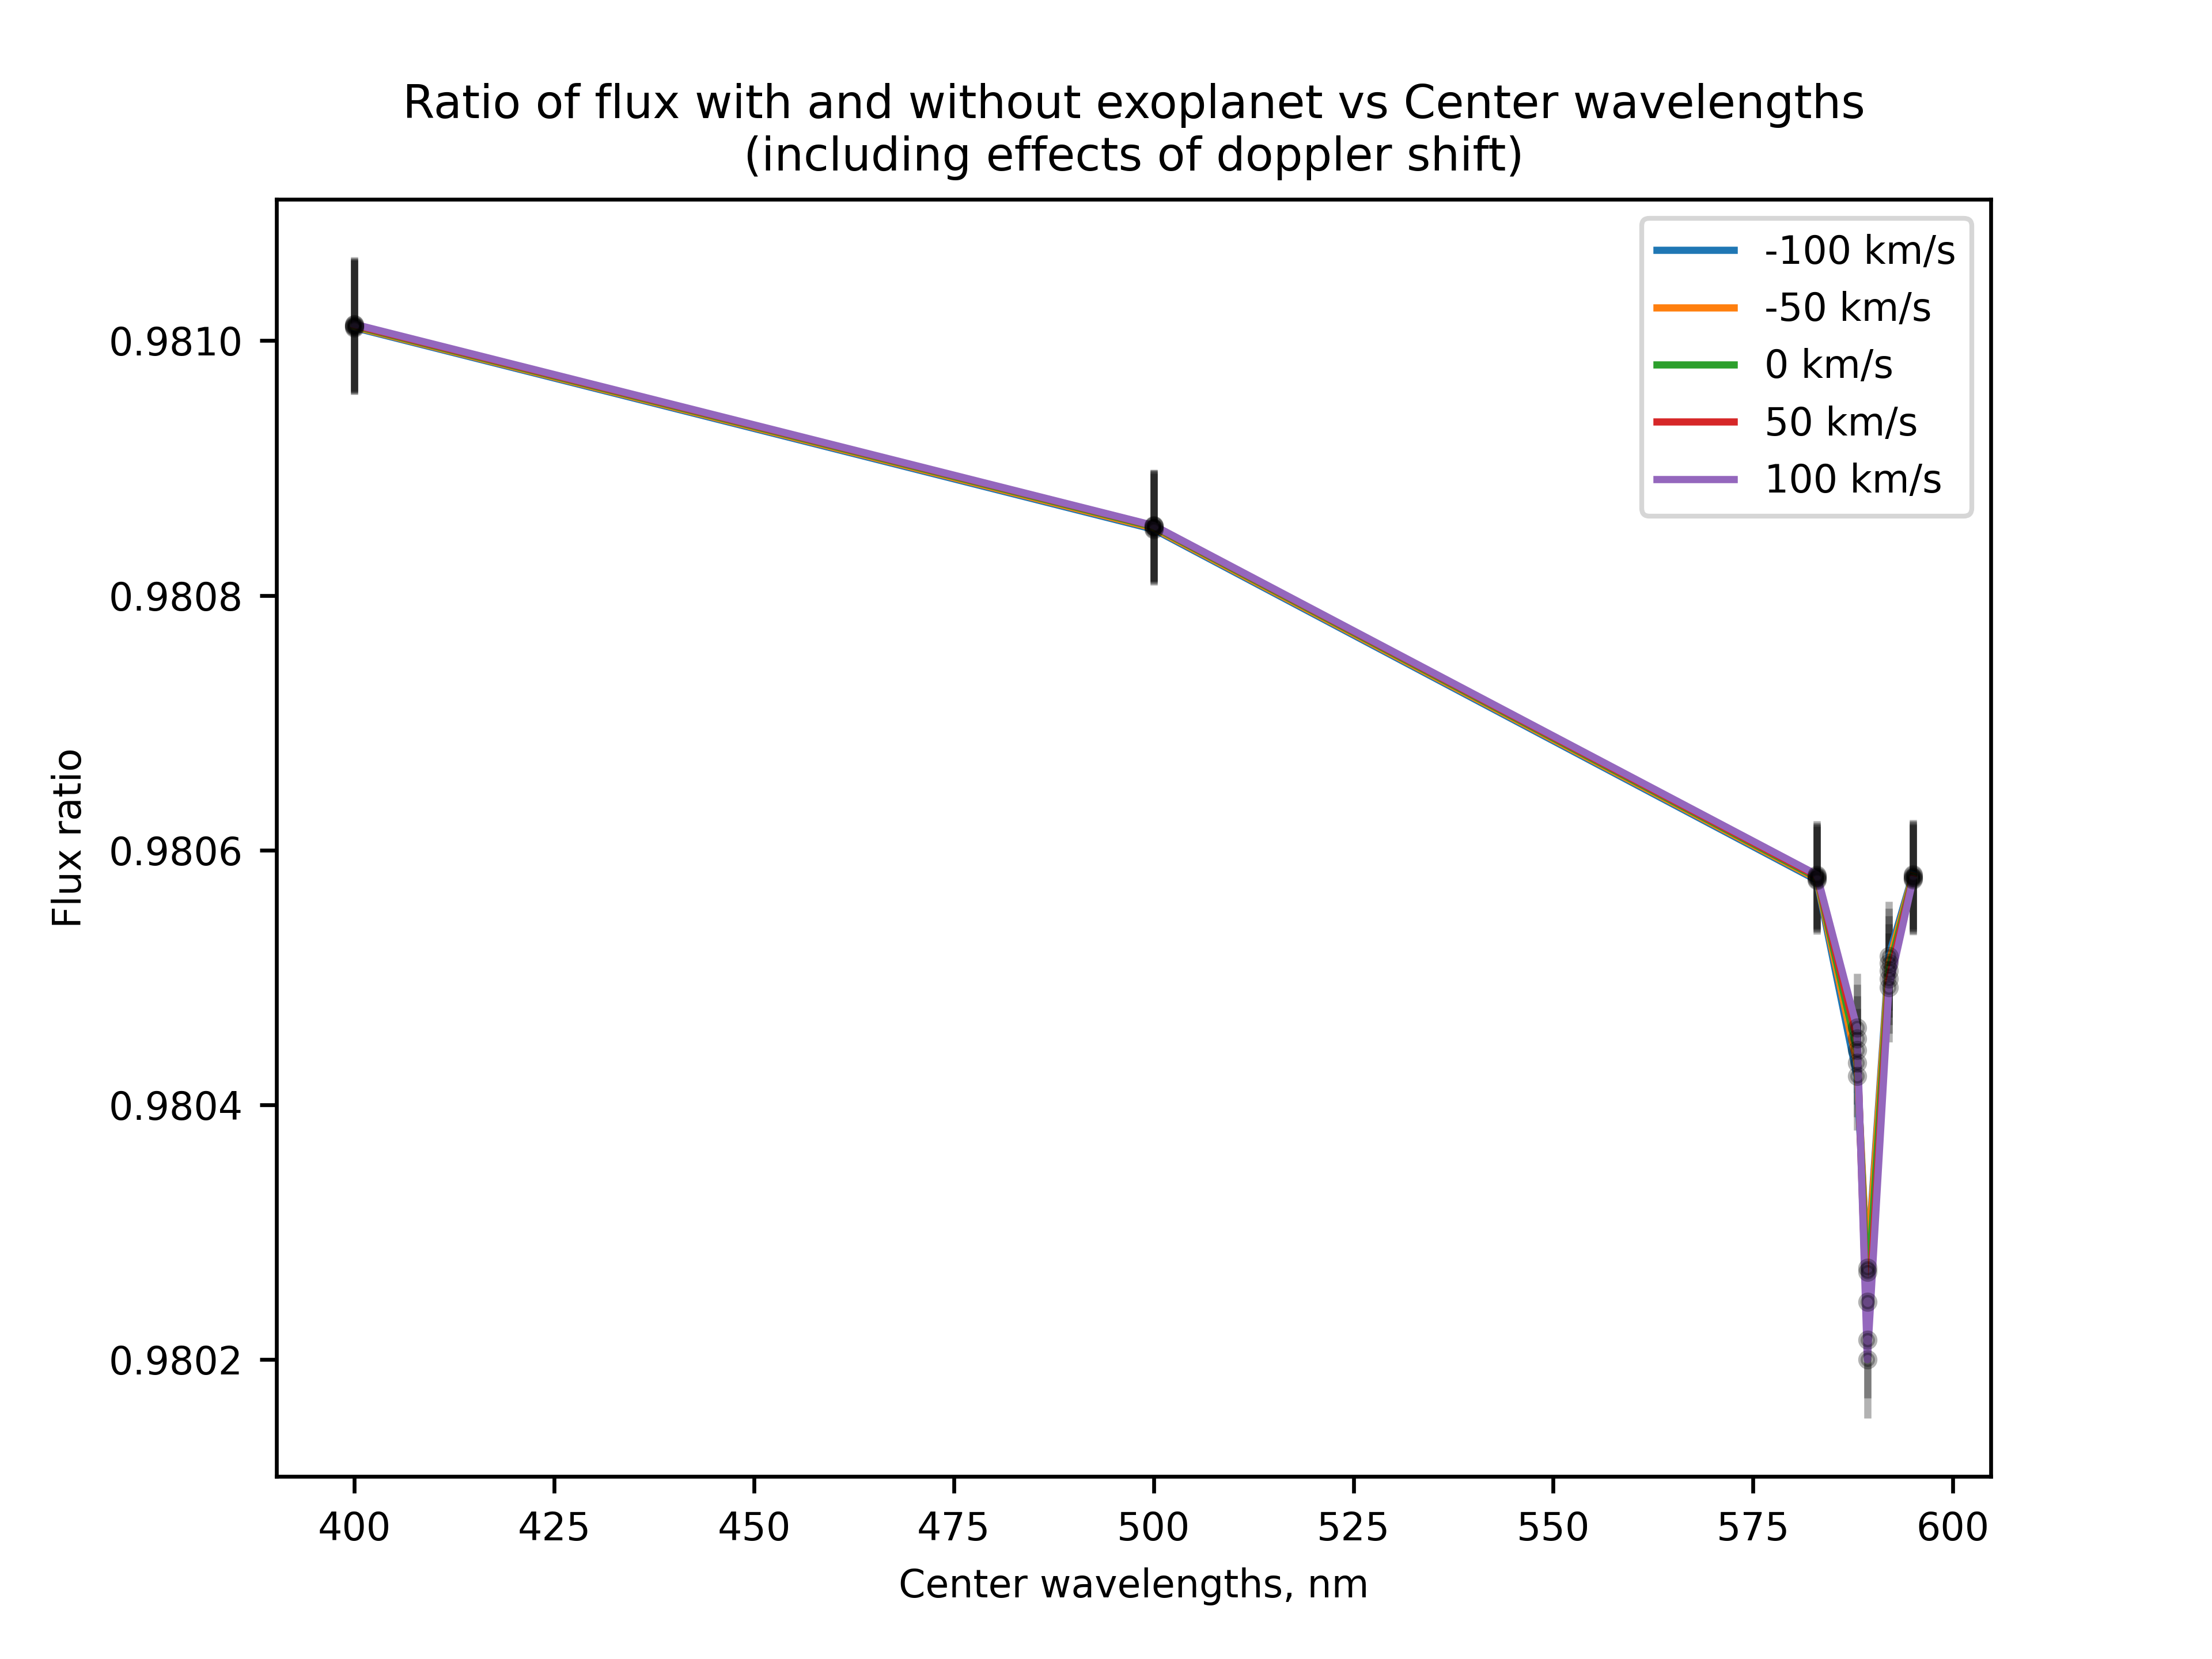 Ratio of flux with and without exoplanet vs Center wavelengths
(including effects of doppler shift)
-100 km/s
-50 km/s
0 km/s
50 km/s
100 km/s
0.9810
0.9808
0.9806
0.9804
0.9802
Flux ratio
400 425 450 475 500 525 550 575 600
Center wavelengths, nm